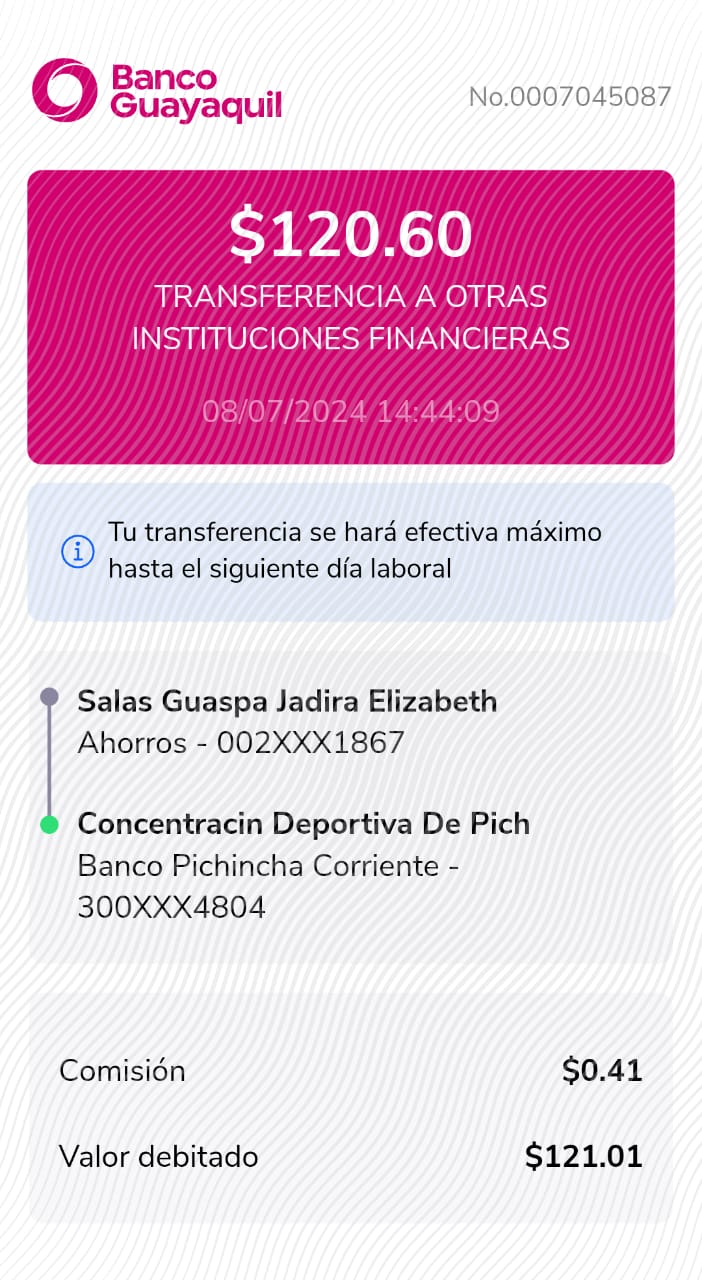 Banco
Guayaquil
No.0007045087
$120.60
TRANSFERENCIA A OTRAS
INSTITUCIONES FINANCIERAS
08/07/2024 14:44:09
Tu transferencia se hará efectiva máximo
hasta el siguiente día laboral
Salas Guaspa Jadira Elizabeth
Ahorros - 002XXX1867
Concentracin Deportiva De Pich
Banco Pichincha Corriente -
300XXX4804
Comisión $0.41
Valor debitado $121.01